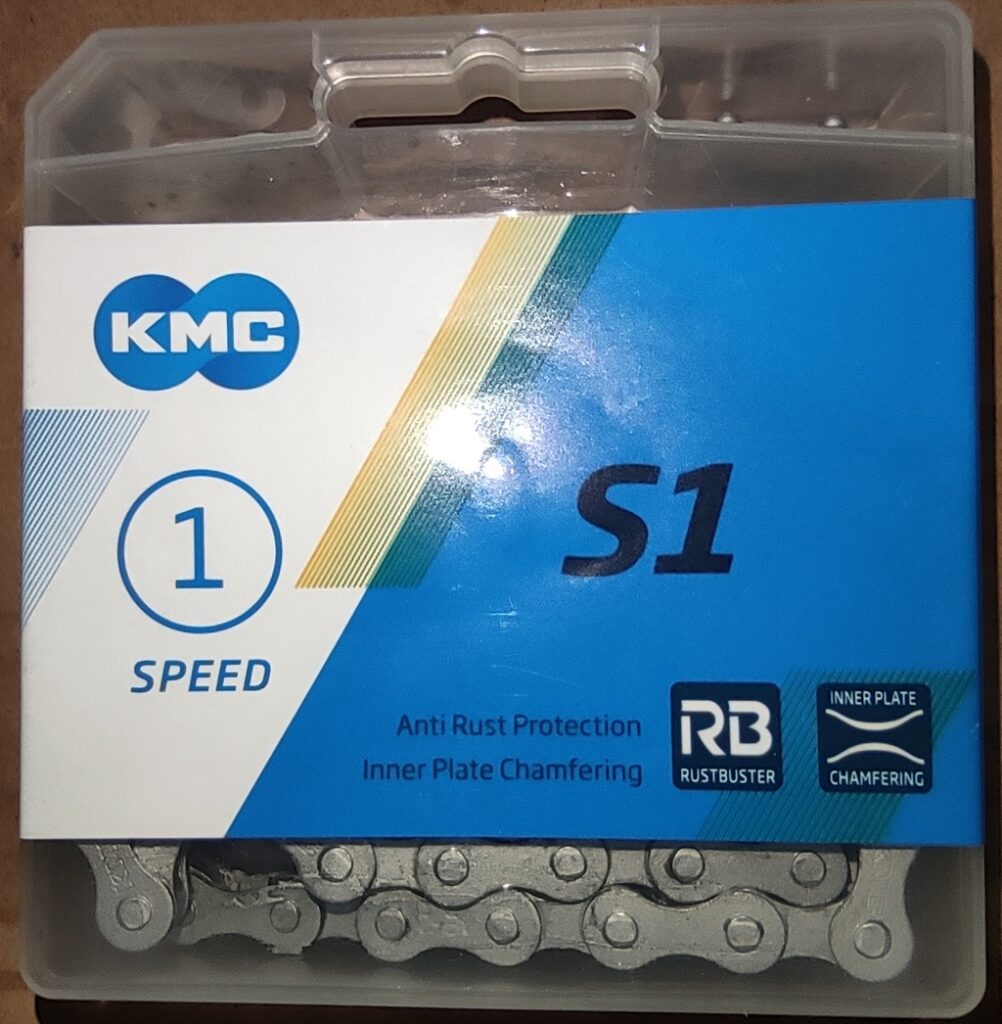 KMC
1
SPEED
S1
Anti Rust Protection
Inner Plate Chamfering
RB
RUSTBUSTER
INNER PLATE
CHAMFERING